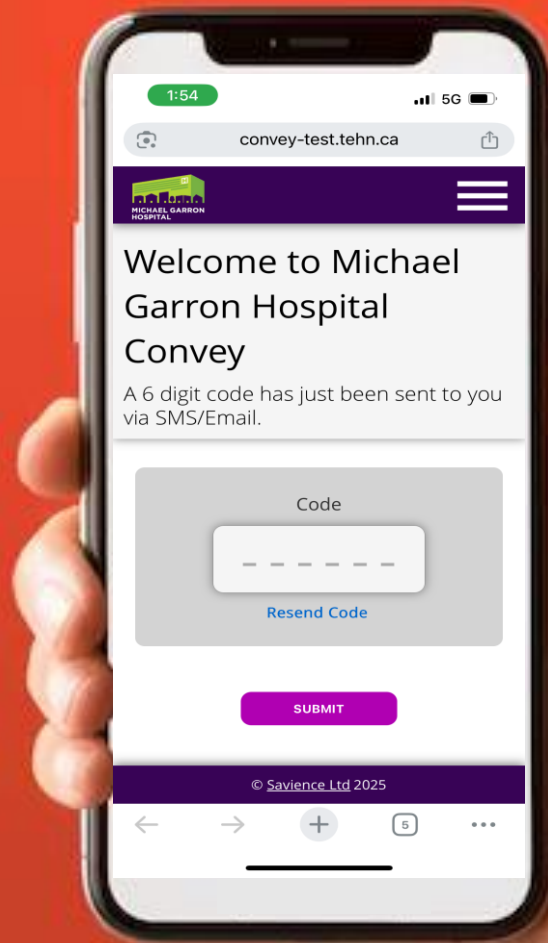 1:54
5G
convey-test.tehn.ca
MICHAEL GARRON
HOSPITAL
Welcome to Michael
Garron Hospital
Convey
A 6 digit code has just been sent to you
via SMS/Email.
Code
_ _ _ _ _ _
Resend Code
SUBMIT
© Savience Ltd 2025
5